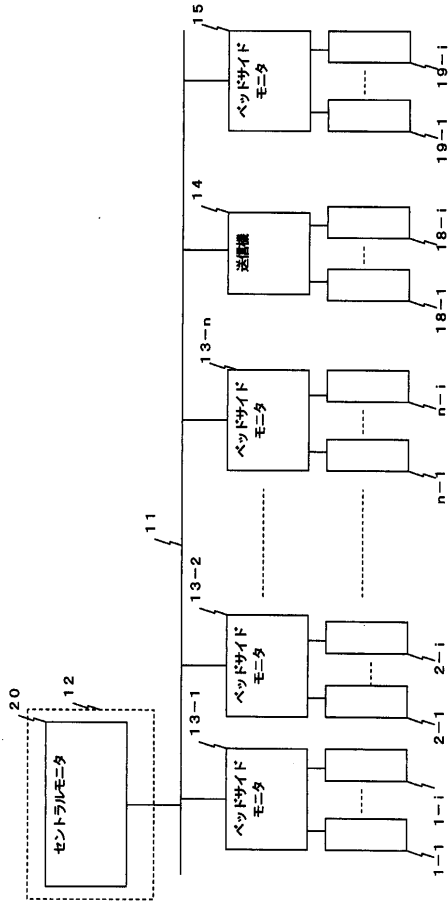 20
12
セントラルモニタ
11
13-1
ベッドサイド
モニタ
13-2
ベッドサイド
モニタ
13-n
ベッドサイド
モニタ
14
送信機
15
ベッドサイド
モニタ
1-1
1-i
2-1
2-i
n-1
n-i
18-1
18-i
19-1
19-i